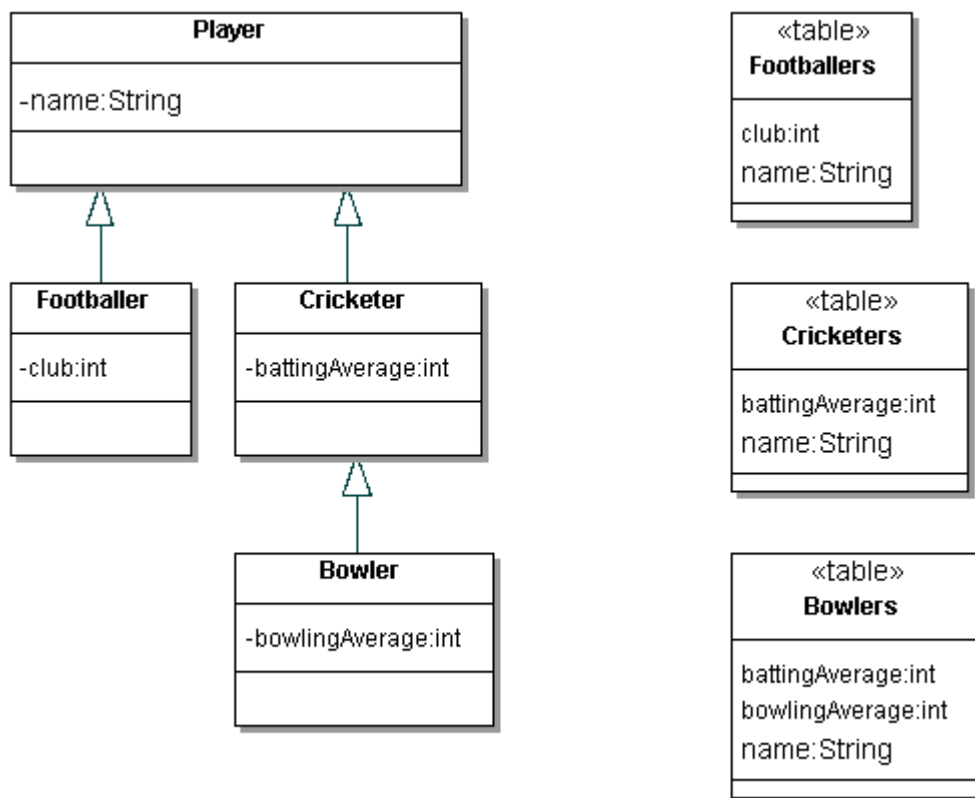 Player
-name:String
Footballer
-club:int
Cricketer
-battingAverage:int
Bowler
-bowlingAverage:int
«table»
Footballers
club:int
name:String
«table»
Cricketers
battingAverage:int
name:String
«table»
Bowlers
battingAverage:int
bowlingAverage:int
name:String